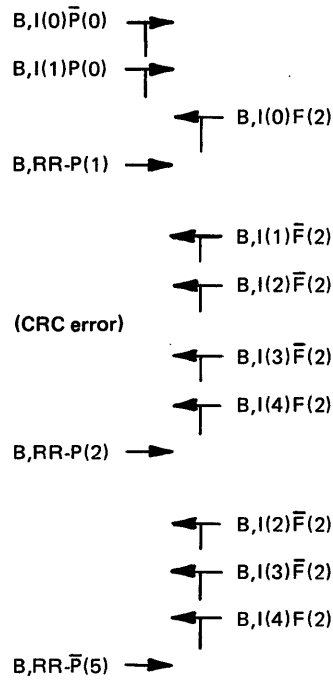 B,I(0)P̄(0)
B,I(1)P(0)
B,I(0)F(2)
B,RR-P(1)
B,I(1)F̄(2)
B,I(2)F̄(2)
(CRC error)
B,I(3)F̄(2)
B,I(4)F(2)
B,RR-P(2)
B,I(2)F̄(2)
B,I(3)F̄(2)
B,I(4)F(2)
B,RR-P̄(5)